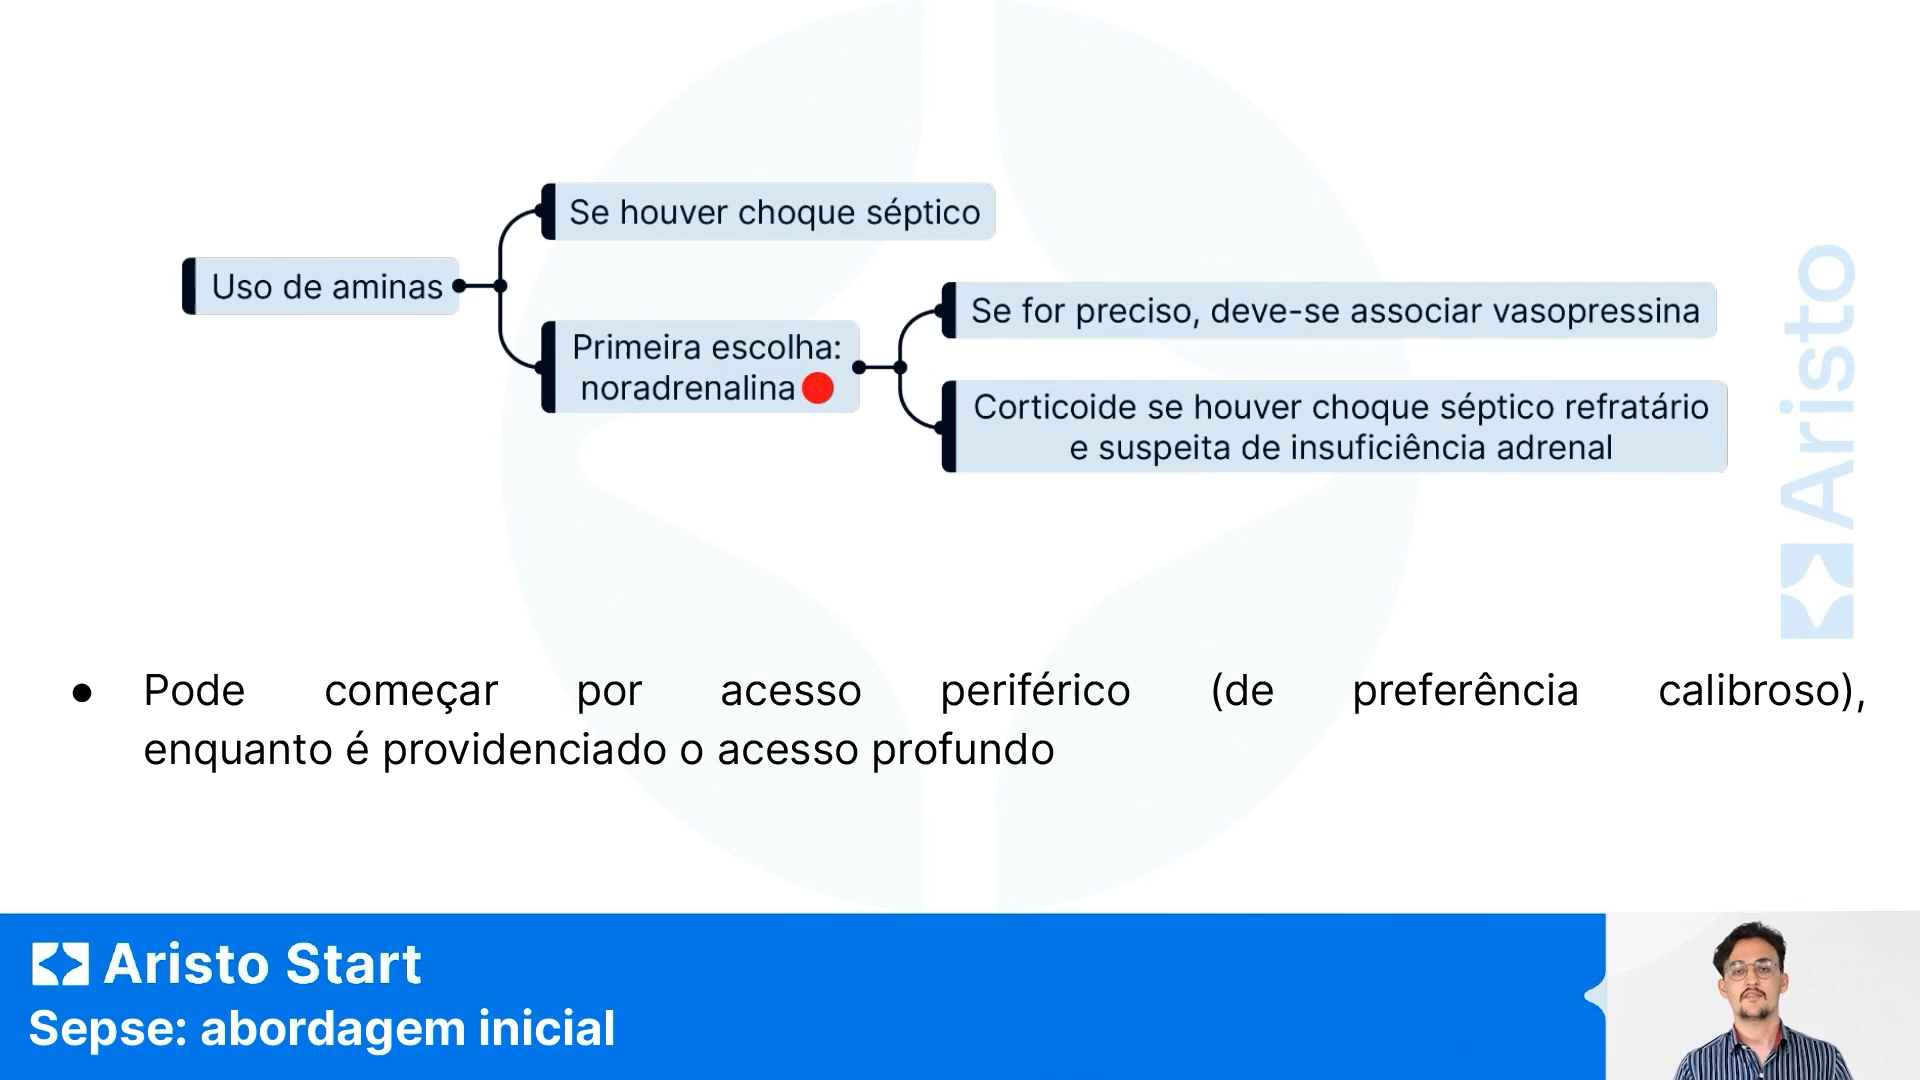 Se houver choque séptico
Uso de aminas
Primeira escolha:
noradrenalina
Se for preciso, deve-se associar vasopressina
Corticoide se houver choque séptico refratário
e suspeita de insuficiência adrenal
Aristo
Pode começar por acesso periférico (de preferência calibroso),
enquanto é providenciado o acesso profundo
Aristo Start
Sepse: abordagem inicial